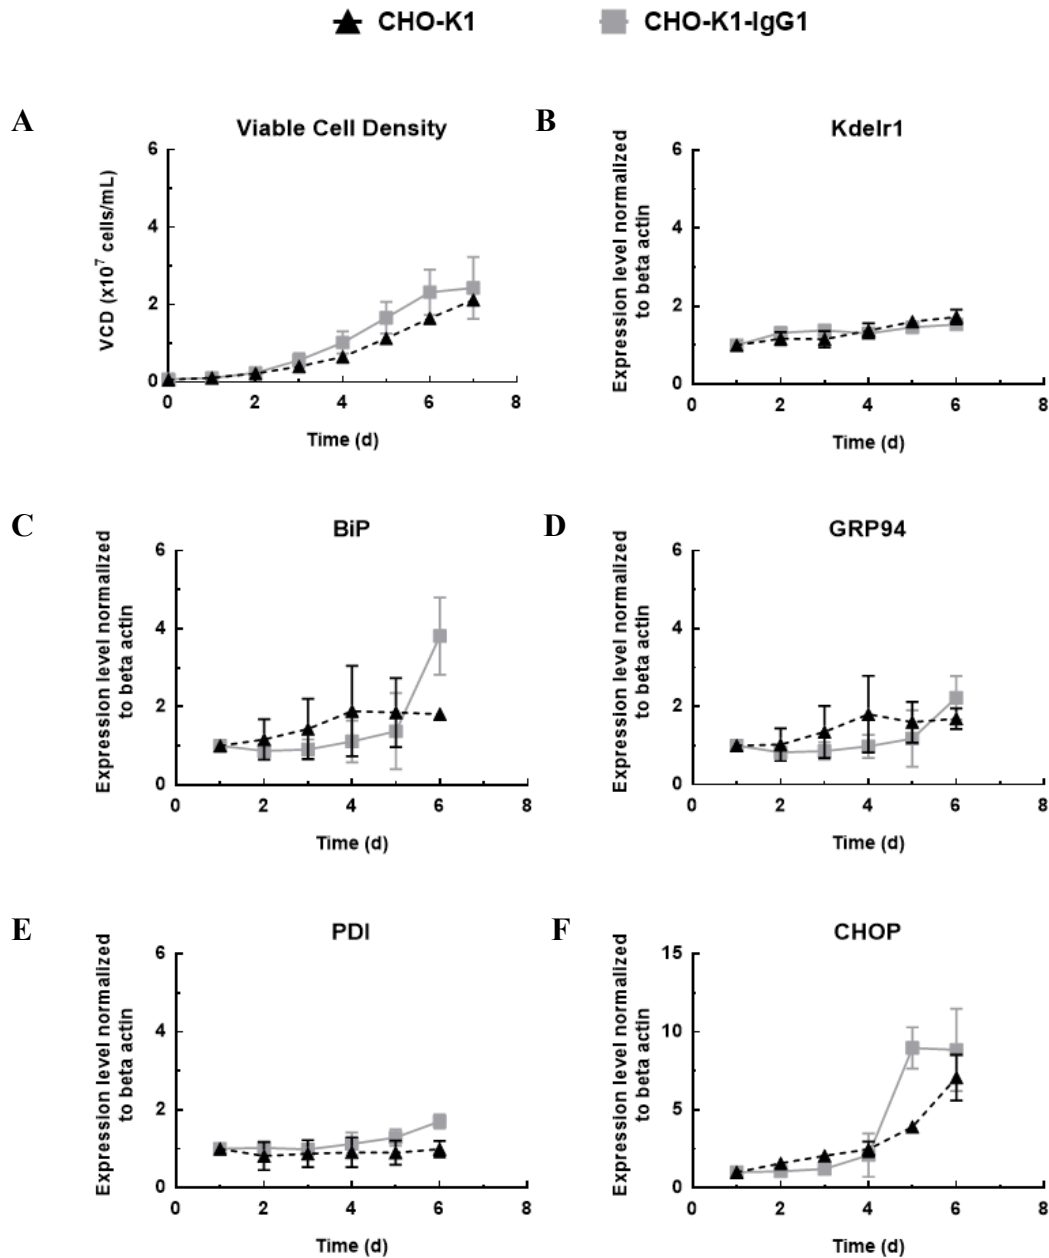 CHO-K1 CHO-K1-IgG1
A
Viable Cell Density
VCD (x10⁷ cells/mL)
6
4
2
0
0 2 4 6 8
Time (d)
B
Kdelr1
Expression level normalized
to beta actin
6
4
2
0
0 2 4 6 8
Time (d)
C
BiP
Expression level normalized
to beta actin
6
4
2
0
0 2 4 6 8
Time (d)
D
GRP94
Expression level normalized
to beta actin
6
4
2
0
0 2 4 6 8
Time (d)
E
PDI
Expression level normalized
to beta actin
6
4
2
0
0 2 4 6 8
Time (d)
F
CHOP
Expression level normalized
to beta actin
15
10
5
0
0 2 4 6 8
Time (d)